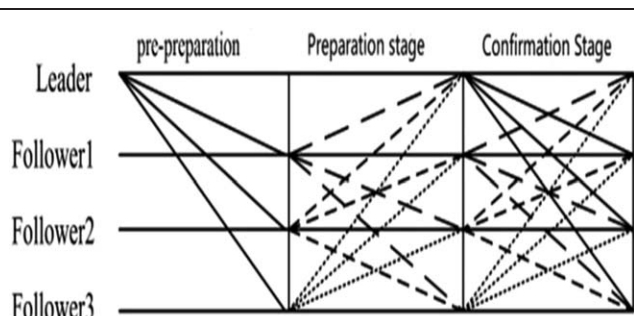 pre-preparation Preparation stage Confirmation Stage
Leader
Follower1
Follower2
Follower3